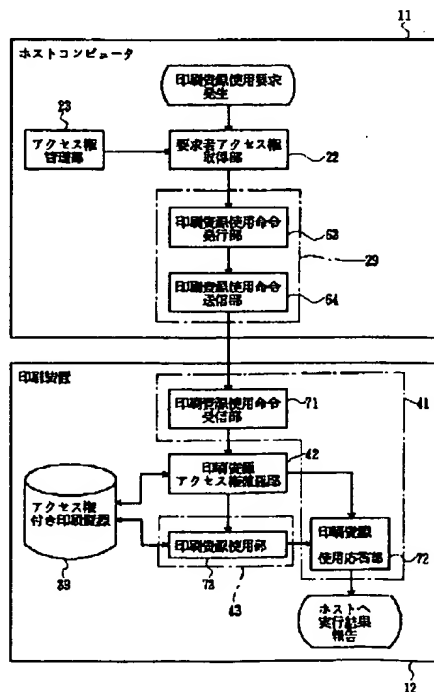 11
ホストコンピュータ
印刷資源使用要求
発生
23
アクセス権
管理部
要求者アクセス権
取得部
22
印刷資源使用命令
発行部
63
29
印刷資源使用命令
送信部
64
印刷装置
印刷資源使用命令
受信部
71
41
42
印刷資源
アクセス権確認部
アクセス権
付き印刷資源
39
印刷資源使用部
73
43
印刷資源
使用応答部
72
ホストへ
実行結果
報告
12